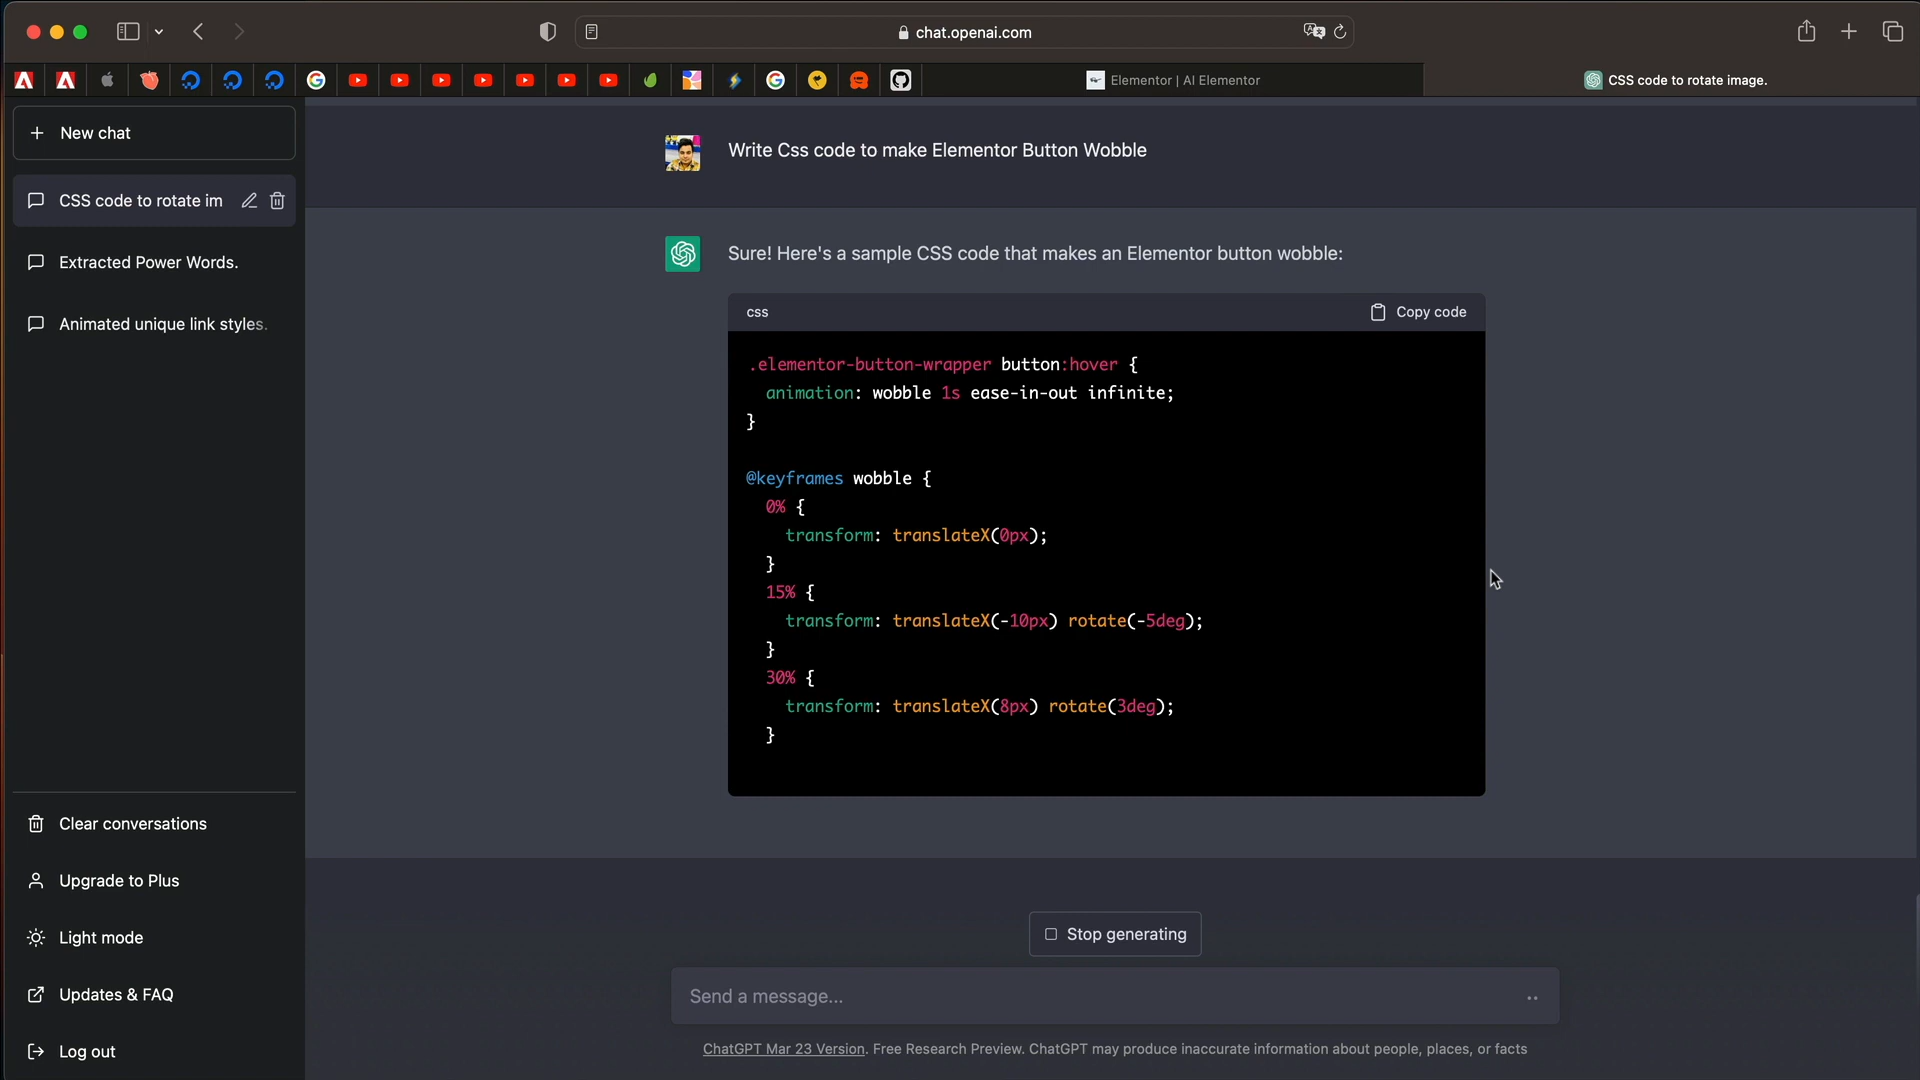 chat.openai.com
Elementor | AI Elementor
CSS code to rotate image.
New chat
CSS code to rotate im
Extracted Power Words.
Animated unique link styles.
Clear conversations
Upgrade to Plus
Light mode
Updates & FAQ
Log out
Write Css code to make Elementor Button Wobble
Sure! Here's a sample CSS code that makes an Elementor button wobble:
css
Copy code
.elementor-button-wrapper button:hover {
animation: wobble 1s ease-in-out infinite;
}
@keyframes wobble {
0% {
transform: translateX(0px);
}
15% {
transform: translateX(-10px) rotate(-5deg);
}
30% {
transform: translateX(8px) rotate(3deg);
}
Stop generating
Send a message...
ChatGPT Mar 23 Version. Free Research Preview. ChatGPT may produce inaccurate information about people, places, or facts